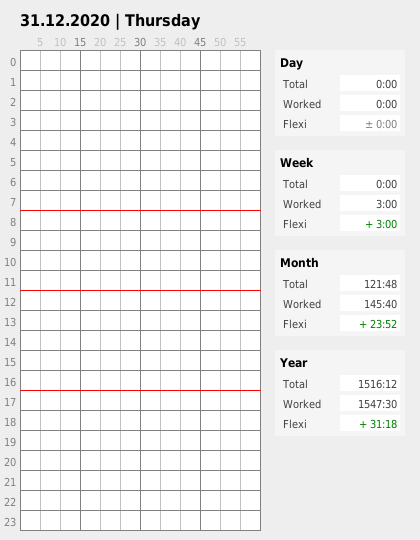 31.12.2020 | Thursday
5 10 15 20 25 30 35 40 45 50 55
0
1
2
3
4
5
6
7
8
9
10
11
12
13
14
15
16
17
18
19
20
21
22
23
Day
Total 0:00
Worked 0:00
Flexi ± 0:00
Week
Total 0:00
Worked 3:00
Flexi + 3:00
Month
Total 121:48
Worked 145:40
Flexi + 23:52
Year
Total 1516:12
Worked 1547:30
Flexi + 31:18